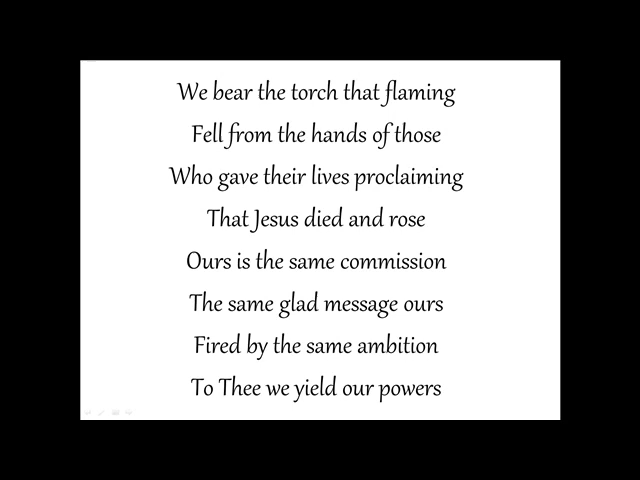 We bear the torch that flaming
Fell from the hands of those
Who gave their lives proclaiming
That Jesus died and rose
Ours is the same commission
The same glad message ours
Fired by the same ambition
To Thee we yield our powers